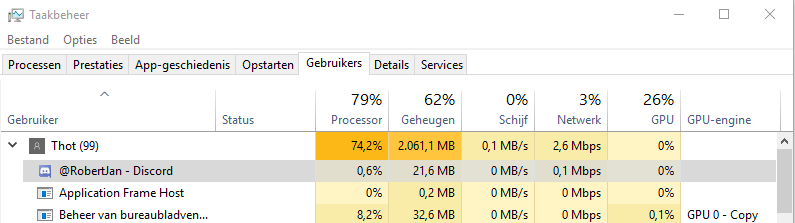 Taakbeheer
Bestand Opties Beeld
Processen Prestaties App-geschiedenis Opstarten Gebruikers Details Services
79% 62% 0% 3% 26%
Gebruiker Status Processor Geheugen Schijf Netwerk GPU GPU-engine
Thot (99) 74,2% 2.061,1 MB 0,1 MB/s 2,6 Mbps 0%
@RobertJan - Discord 0,6% 21,6 MB 0 MB/s 0,1 Mbps 0%
Application Frame Host 0% 0,2 MB 0 MB/s 0 Mbps 0%
Beheer van bureaubladven... 8,2% 32,6 MB 0 MB/s 0 Mbps 0,1% GPU 0 - Copy